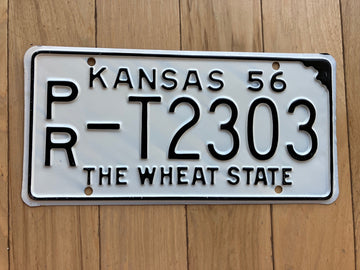 KANSAS 56
PR-T2303
THE WHEAT STATE